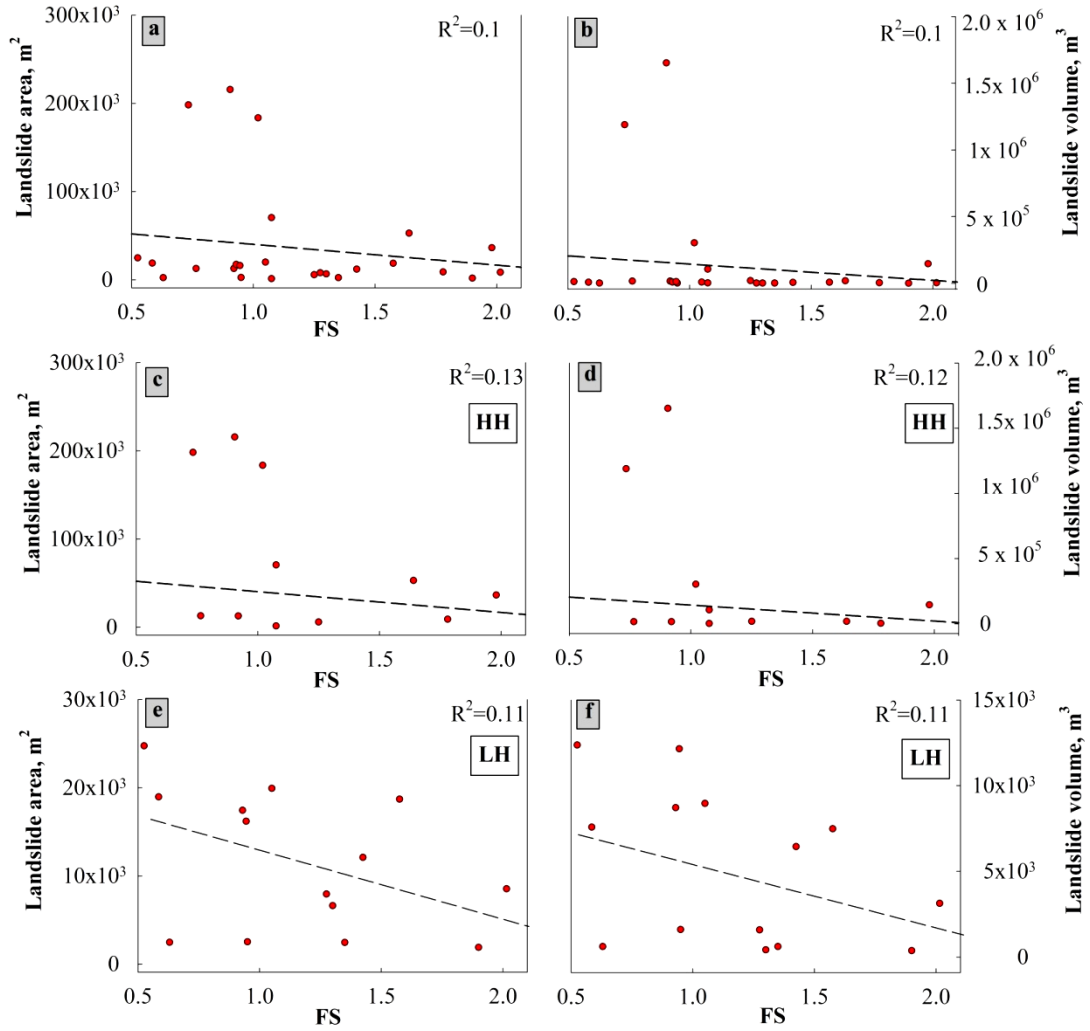 a
R²=0.1
Landslide area, m²
300x10³
200x10³
100x10³
0
0.5 1.0 1.5 2.0
FS
b
R²=0.1
Landslide volume, m³
2.0 x 10⁶
1.5 x 10⁶
1x 10⁶
5 x 10⁵
0
0.5 1.0 1.5 2.0
FS
c
R²=0.13
HH
Landslide area, m²
300x10³
200x10³
100x10³
0
0.5 1.0 1.5 2.0
FS
d
R²=0.12
HH
Landslide volume, m³
2.0 x 10⁶
1.5 x 10⁶
1x 10⁶
5 x 10⁵
0
0.5 1.0 1.5 2.0
FS
e
R²=0.11
LH
Landslide area, m²
30x10³
20x10³
10x10³
0
0.5 1.0 1.5 2.0
FS
f
R²=0.11
LH
Landslide volume, m³
15x10³
10x10³
5x10³
0
0.5 1.0 1.5 2.0
FS